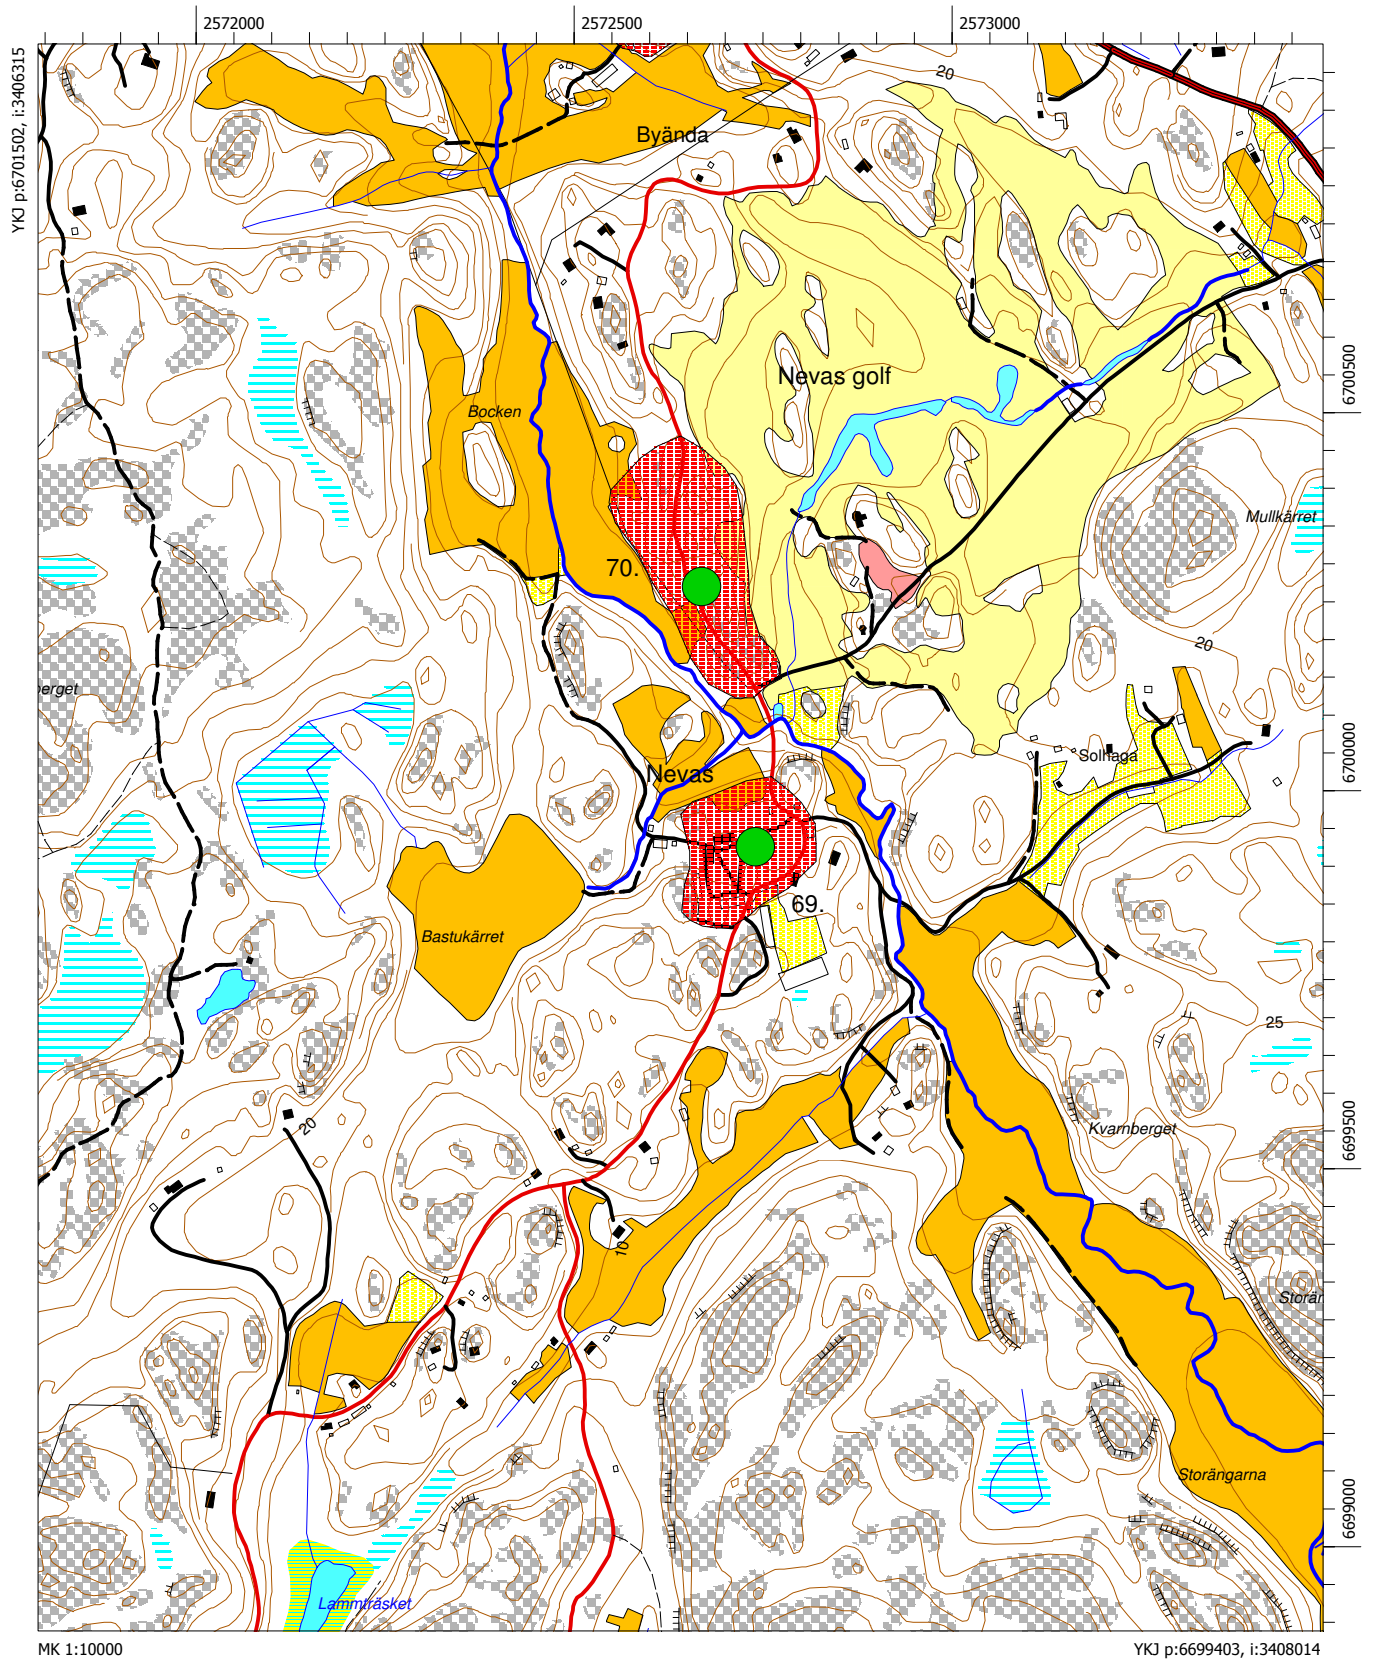 2572000
2572500
2573000
YKJ p:6701502, i:3406315
20
Byända
Nevas golf
6700500
Bocken
Mullkärret
70.
20
erget
Solhaga
6700000
Nevas
69.
Bastukärret
25
20
Kvarnberget
6699500
10
Storän
Storängarna
6699000
Lammträsket
MK 1:10000
YKJ p:6699403, i:3408014